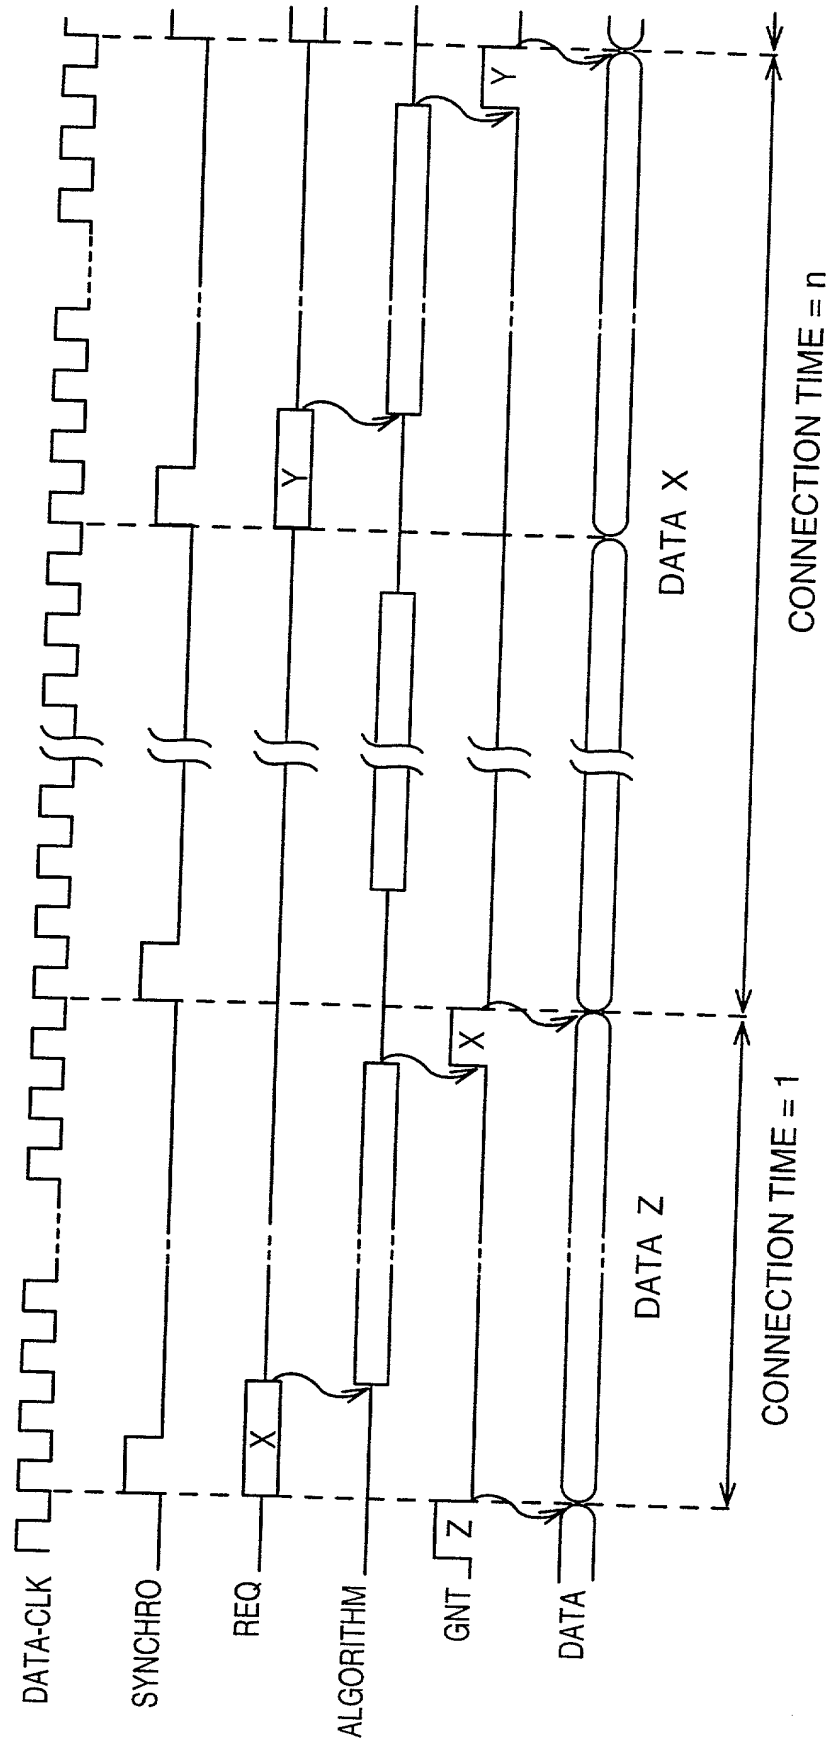 DATA-CLK
SYNCHRO
REQ
X
Y
ALGORITHM
GNT
Z
X
Y
DATA
DATA Z
DATA X
CONNECTION TIME = 1
CONNECTION TIME = n